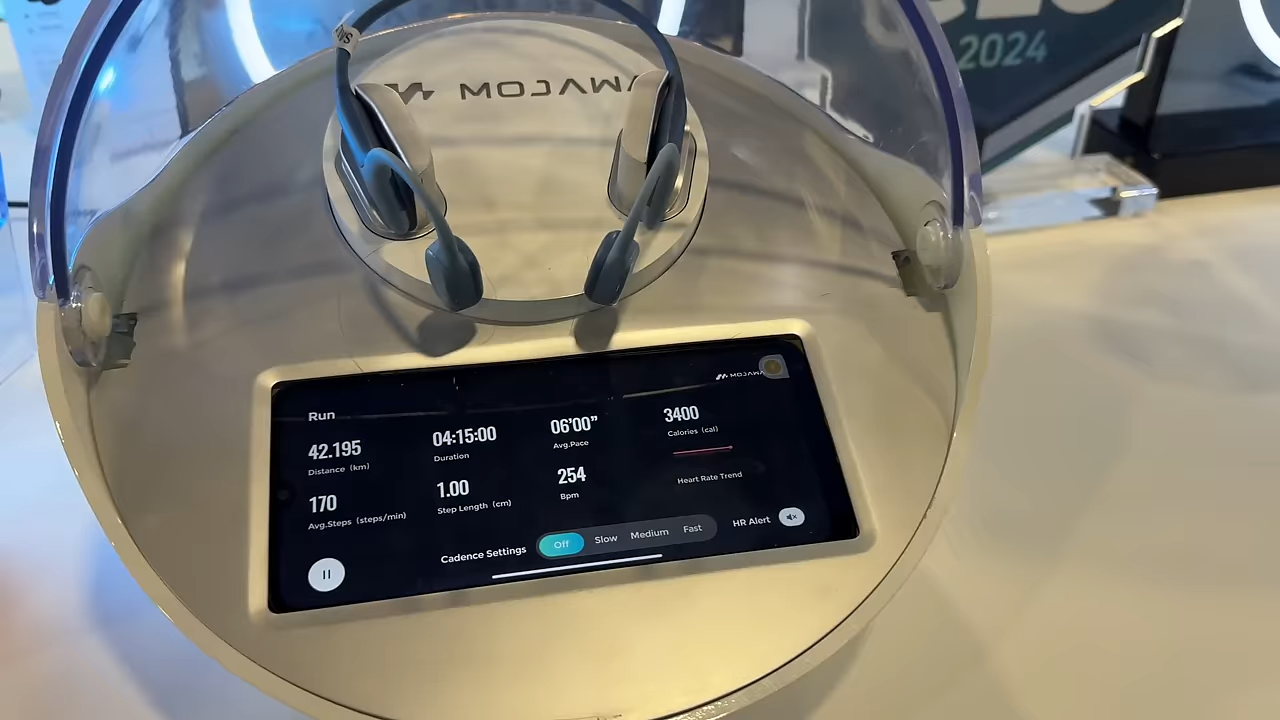 2024
MOJAWA
MOJAWA
Run
42.195
Distance (km)
04:15:00
Duration
06'00”
Avg.Pace
3400
Calories (cal)
170
Avg.Steps (steps/min)
1.00
Step Length (cm)
254
Bpm
Heart Rate Trend
Cadence Settings
Off
Slow
Medium
Fast
HR Alert